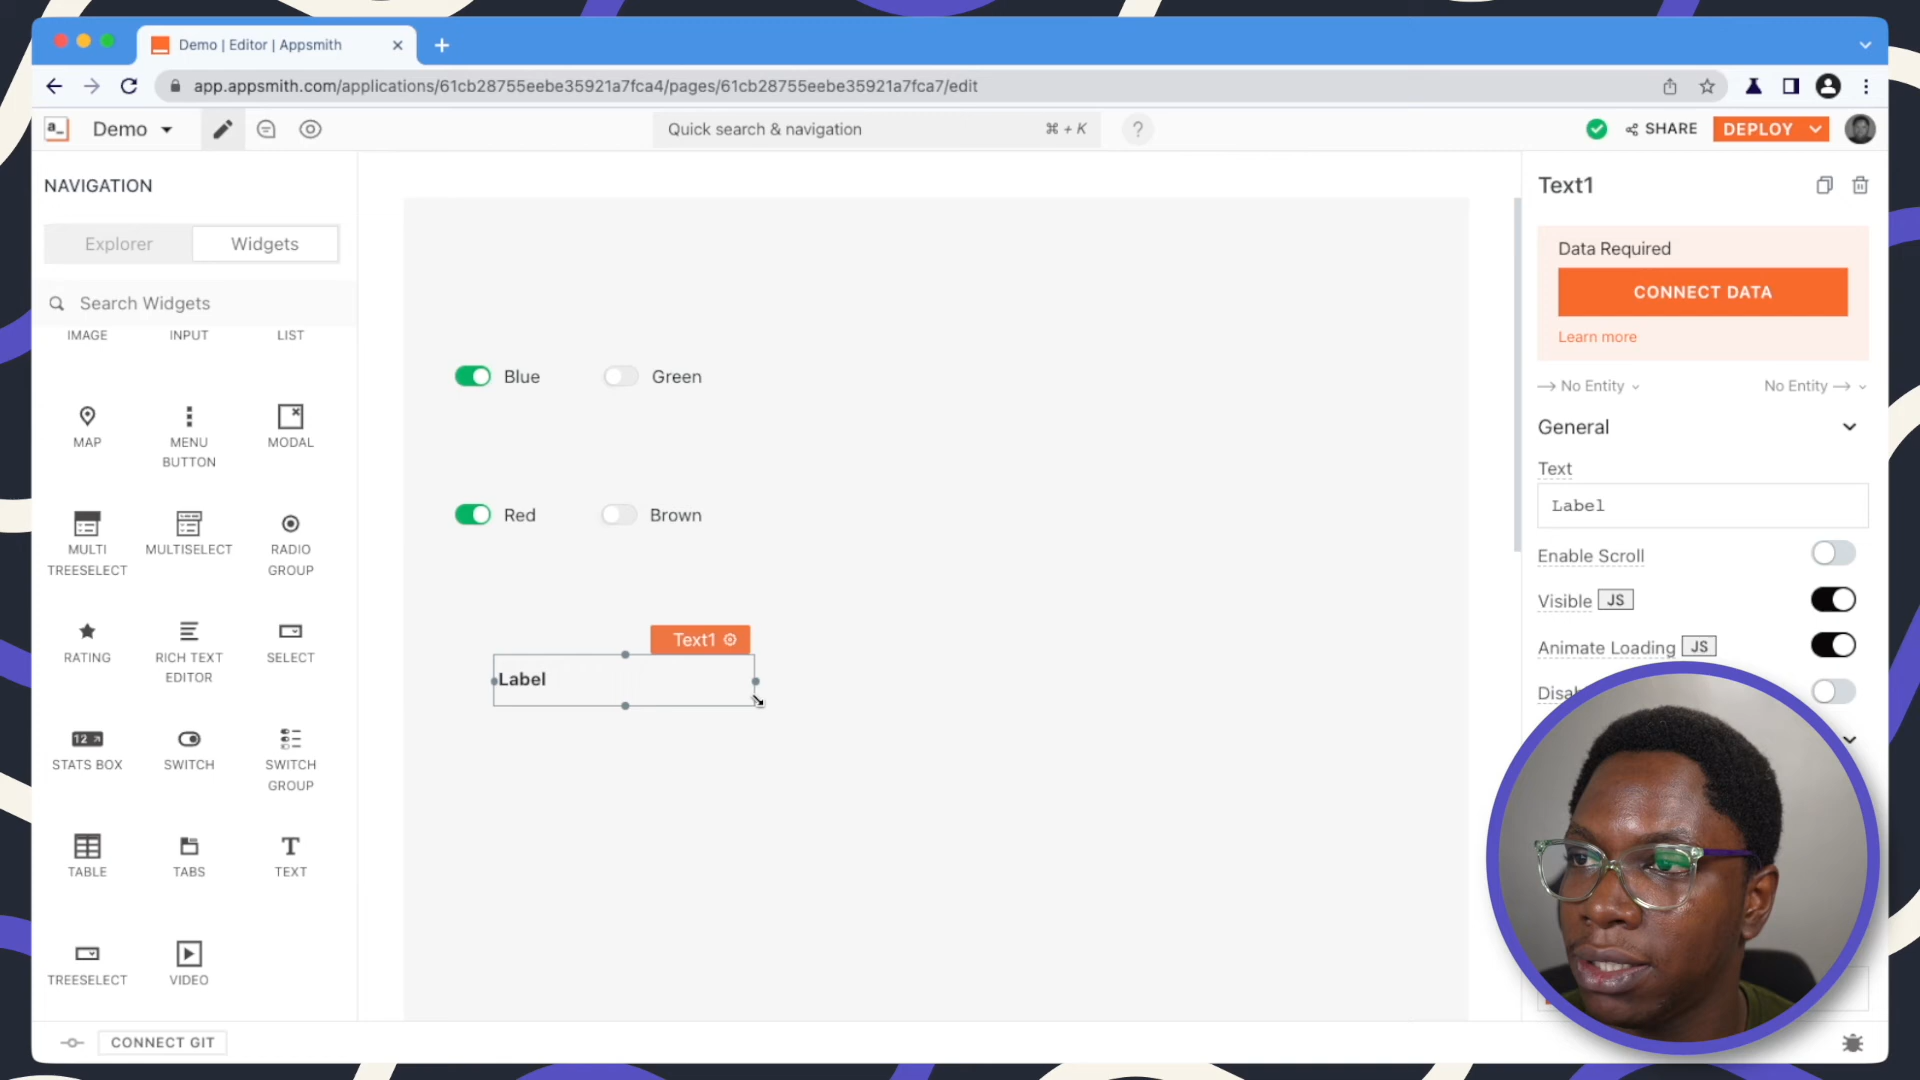 Demo | Editor | Appsmith
app.appsmith.com/applications/61cb28755eebe35921a7fca4/pages/61cb28755eebe35921a7fca7/edit
a_ Demo
Quick search & navigation ⌘ + K ?
SHARE
DEPLOY
NAVIGATION
Explorer Widgets
Search Widgets
IMAGE INPUT LIST
MAP MENU BUTTON MODAL
MULTI TREESELECT MULTISELECT RADIO GROUP
RATING RICH TEXT EDITOR SELECT
12 STATS BOX SWITCH SWITCH GROUP
TABLE TABS TEXT
TREESELECT VIDEO
CONNECT GIT
Blue Green
Red Brown
Text1
Label
Text1
Data Required
CONNECT DATA
Learn more
No Entity No Entity
General
Text
Label
Enable Scroll
Visible JS
Animate Loading JS